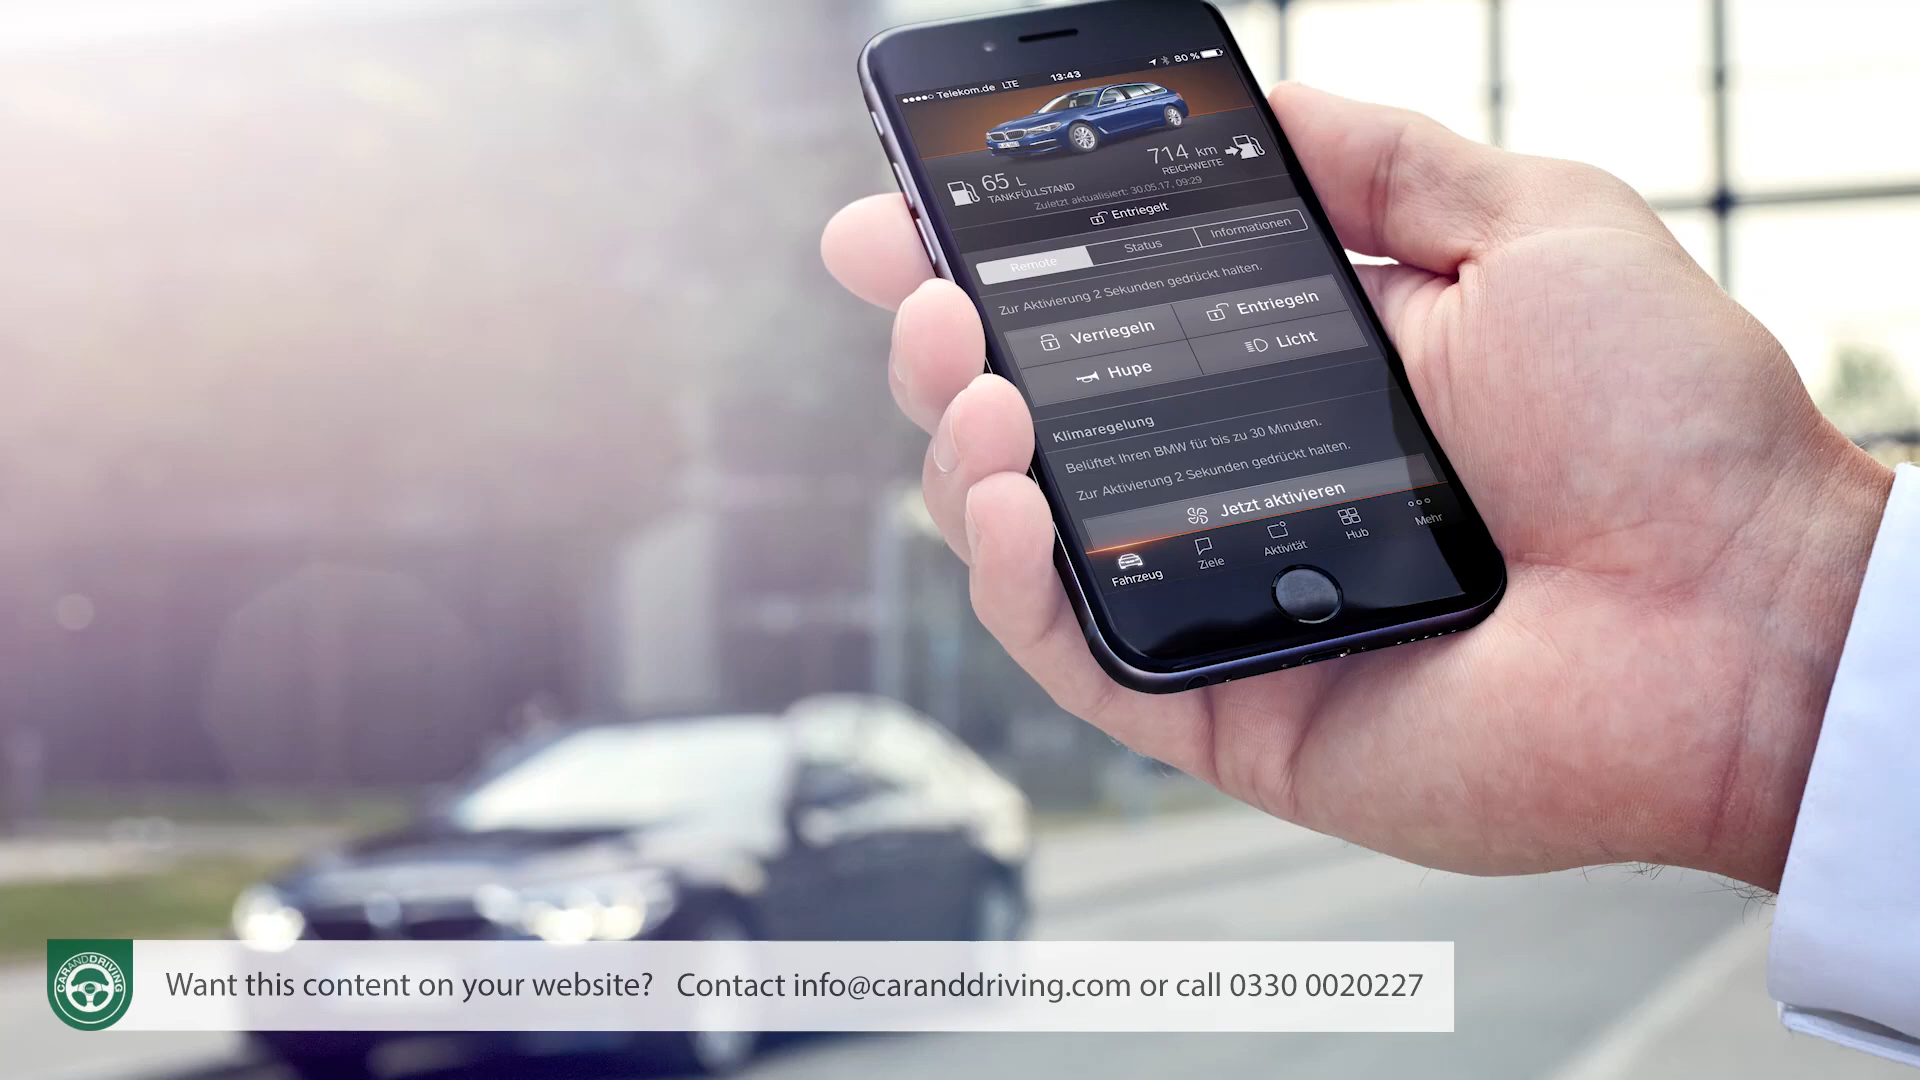 Telekom.de LTE 13:43 80 %
714 km
REICHWEITE
65 L
TANKFÜLLSTAND
Zuletzt aktualisiert: 30.05.17, 09:29
Entriegelt
Remote Status Informationen
Zur Aktivierung 2 Sekunden gedrückt halten.
Verriegeln Entriegeln
Hupe Licht
Klimaregelung
Belüftet Ihren BMW für bis zu 30 Minuten.
Zur Aktivierung 2 Sekunden gedrückt halten.
Jetzt aktivieren
Fahrzeug Ziele Aktivität Hub Mehr
CARANDDRIVING
Want this content on your website? Contact info@caranddriving.com or call 0330 0020227